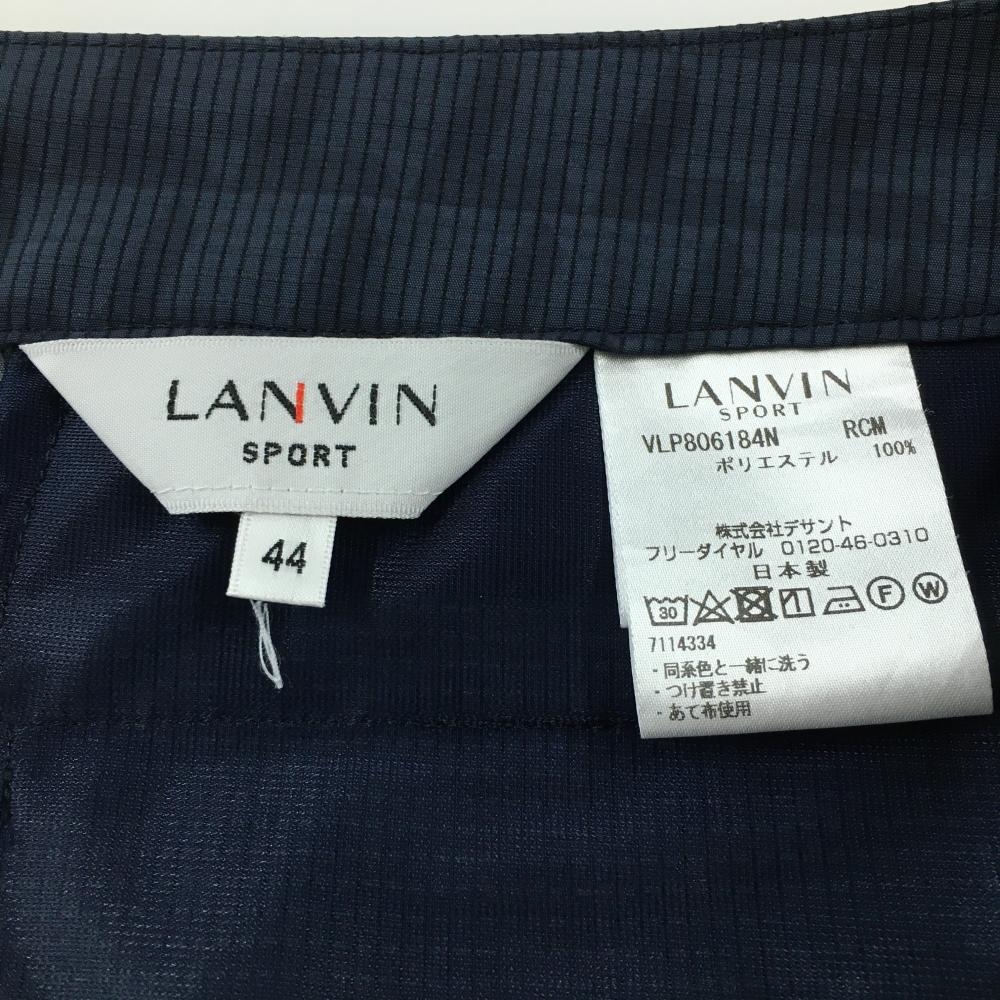 LANVIN
SPORT
44
LANVIN
SPORT
VLP806184N RCM
ポリエステル 100%
株式会社デサント
フリーダイヤル 0120-46-0310
日本製
30 F W
7114334
・同系色と一緒に洗う
・つけ置き禁止
・あて布使用